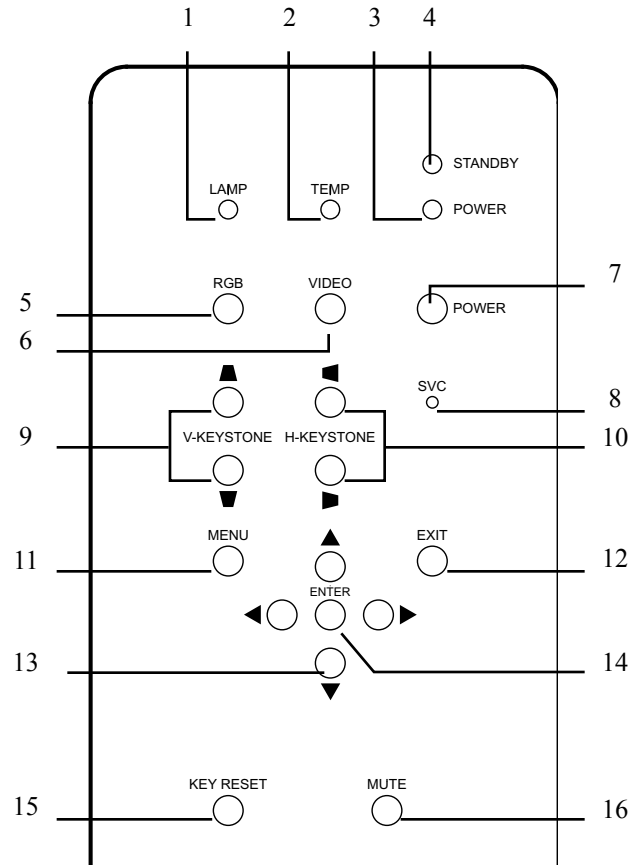 1 2 3 4
STANDBY
LAMP TEMP
POWER
RGB VIDEO
5 7
POWER
6
SVC
8
9 V-KEYSTONE H-KEYSTONE 10
MENU EXIT
11 12
ENTER
13 14
KEY RESET MUTE
15 16